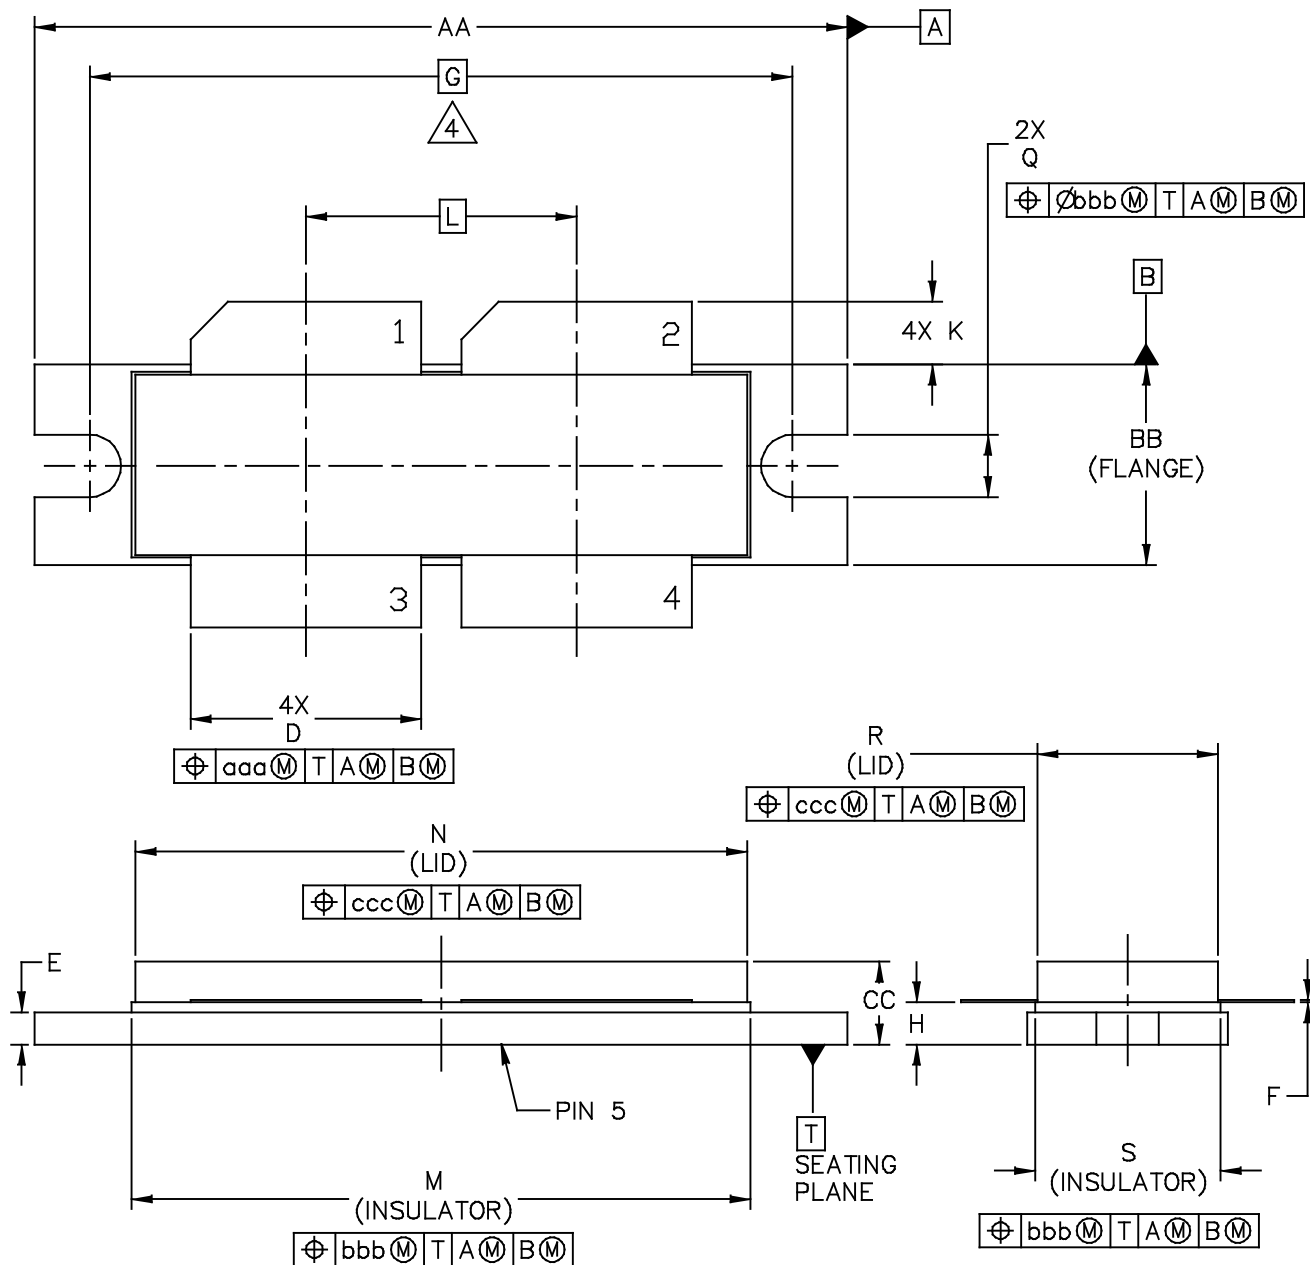 AA
A
G
4
2X
Q
⌖ Øbbb Ⓜ T A Ⓜ B Ⓜ
L
B
1
2
4X K
BB
(FLANGE)
3
4
4X
D
⌖ aaa Ⓜ T A Ⓜ B Ⓜ
R
(LID)
⌖ ccc Ⓜ T A Ⓜ B Ⓜ
N
(LID)
⌖ ccc Ⓜ T A Ⓜ B Ⓜ
E
CC
H
F
PIN 5
T
SEATING
PLANE
M
(INSULATOR)
⌖ bbb Ⓜ T A Ⓜ B Ⓜ
S
(INSULATOR)
⌖ bbb Ⓜ T A Ⓜ B Ⓜ